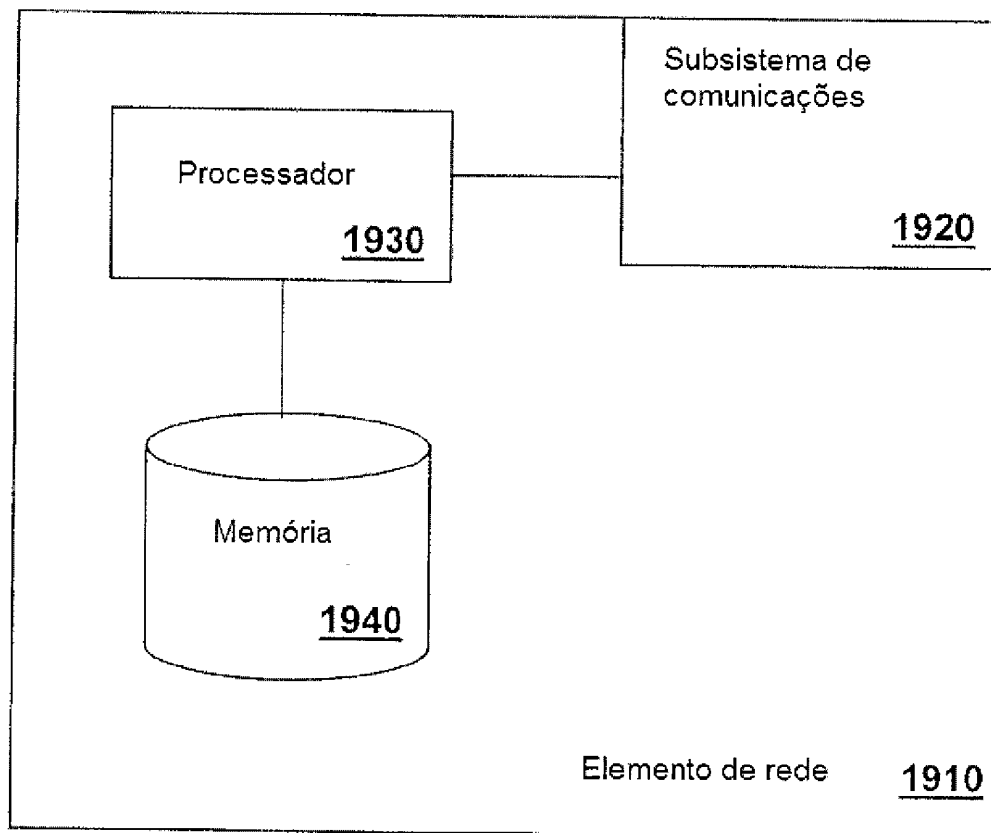 Subsistema de
comunicações
1920
Processador
1930
Memória
1940
Elemento de rede 1910